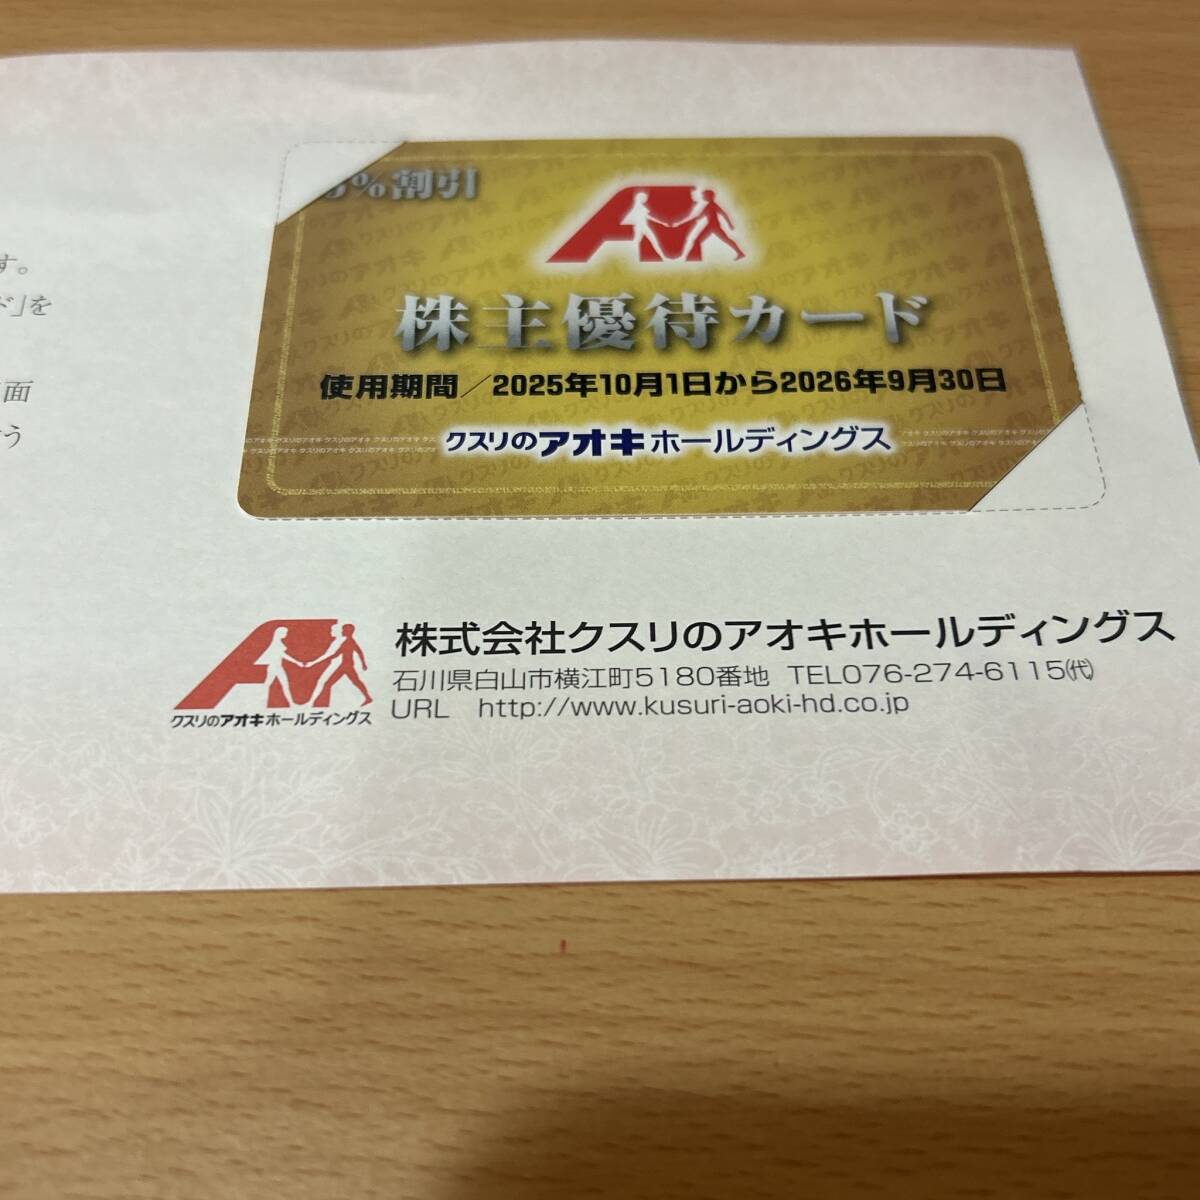 す。
ド」を
面
う
%割引
株主優待カード
使用期間／2025年10月1日から2026年9月30日
クスリのアオキホールディングス
株式会社クスリのアオキホールディングス
石川県白山市横江町5180番地 TEL076-274-6115㈹
URL http://www.kusuri-aoki-hd.co.jp
クスリのアオキホールディングス